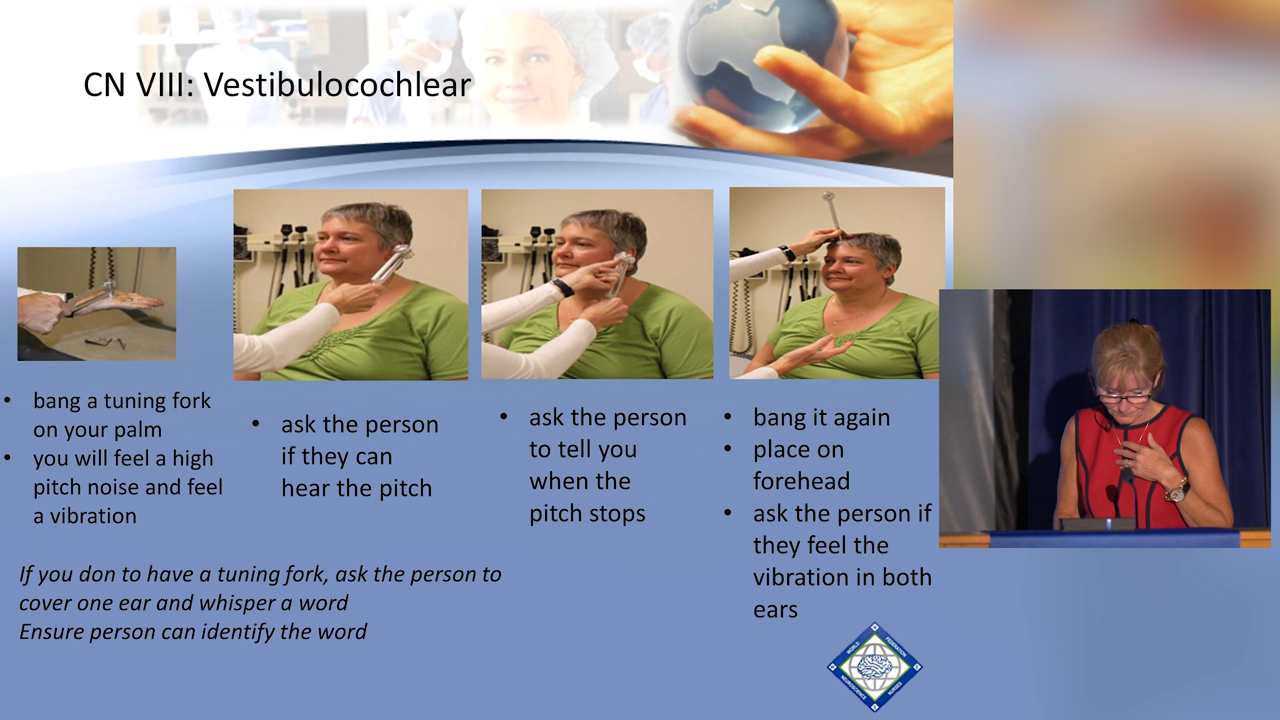 CN VIII: Vestibulocochlear
• bang a tuning fork
on your palm
• you will feel a high
pitch noise and feel
a vibration
• ask the person
if they can
hear the pitch
• ask the person
to tell you
when the
pitch stops
• bang it again
• place on
forehead
• ask the person if
they feel the
vibration in both
ears
If you don to have a tuning fork, ask the person to
cover one ear and whisper a word
Ensure person can identify the word
WORLD
FEDERATION
NEUROSCIENCE
NURSES